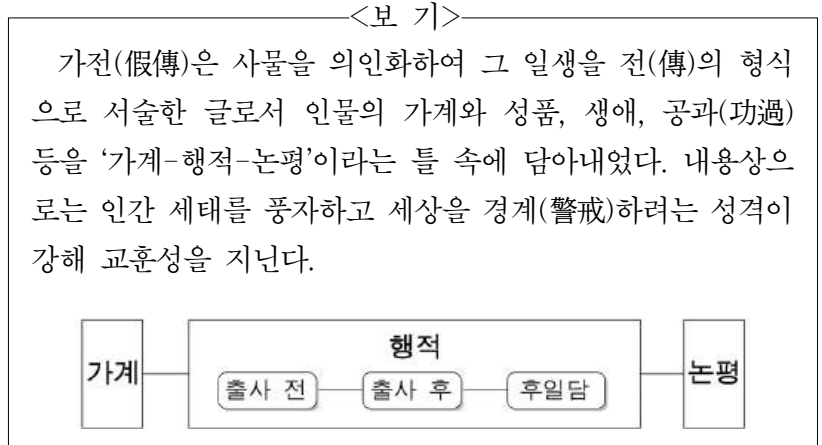 <보 기>
가전(假傳)은 사물을 의인화하여 그 일생을 전(傳)의 형식
으로 서술한 글로서 인물의 가계와 성품, 생애, 공과(功過)
등을 ‘가계-행적-논평’이라는 틀 속에 담아내었다. 내용상으
로는 인간 세태를 풍자하고 세상을 경계(警戒)하려는 성격이
강해 교훈성을 지닌다.
행적
가계 출사 전 출사 후 후일담 논평